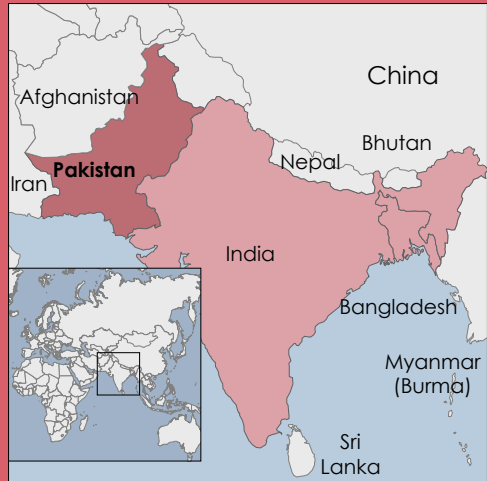 China
Afghanistan
Bhutan
Pakistan
Nepal
Iran
India
Bangladesh
Myanmar
(Burma)
Sri
Lanka